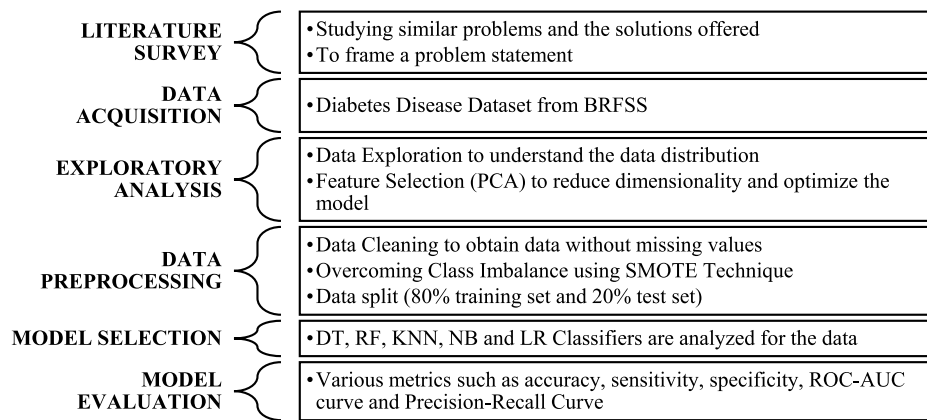 LITERATURE
SURVEY
•Studying similar problems and the solutions offered
•To frame a problem statement
DATA
ACQUISITION
•Diabetes Disease Dataset from BRFSS
EXPLORATORY
ANALYSIS
•Data Exploration to understand the data distribution
•Feature Selection (PCA) to reduce dimensionality and optimize the
model
DATA
PREPROCESSING
•Data Cleaning to obtain data without missing values
•Overcoming Class Imbalance using SMOTE Technique
•Data split (80% training set and 20% test set)
MODEL SELECTION
•DT, RF, KNN, NB and LR Classifiers are analyzed for the data
MODEL
EVALUATION
•Various metrics such as accuracy, sensitivity, specificity, ROC-AUC
curve and Precision-Recall Curve